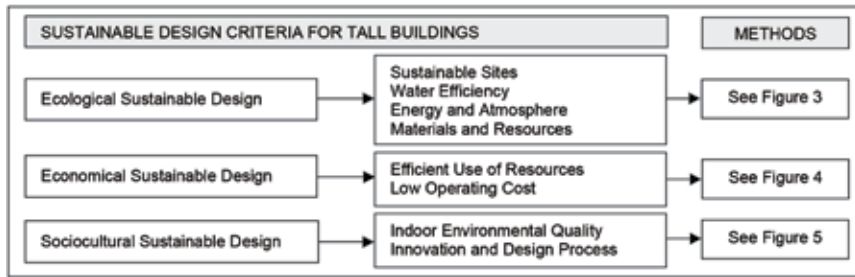 SUSTAINABLE DESIGN CRITERIA FOR TALL BUILDINGS
METHODS
Ecological Sustainable Design
Sustainable Sites
Water Efficiency
Energy and Atmosphere
Materials and Resources
See Figure 3
Economical Sustainable Design
Efficient Use of Resources
Low Operating Cost
See Figure 4
Sociocultural Sustainable Design
Indoor Environmental Quality
Innovation and Design Process
See Figure 5